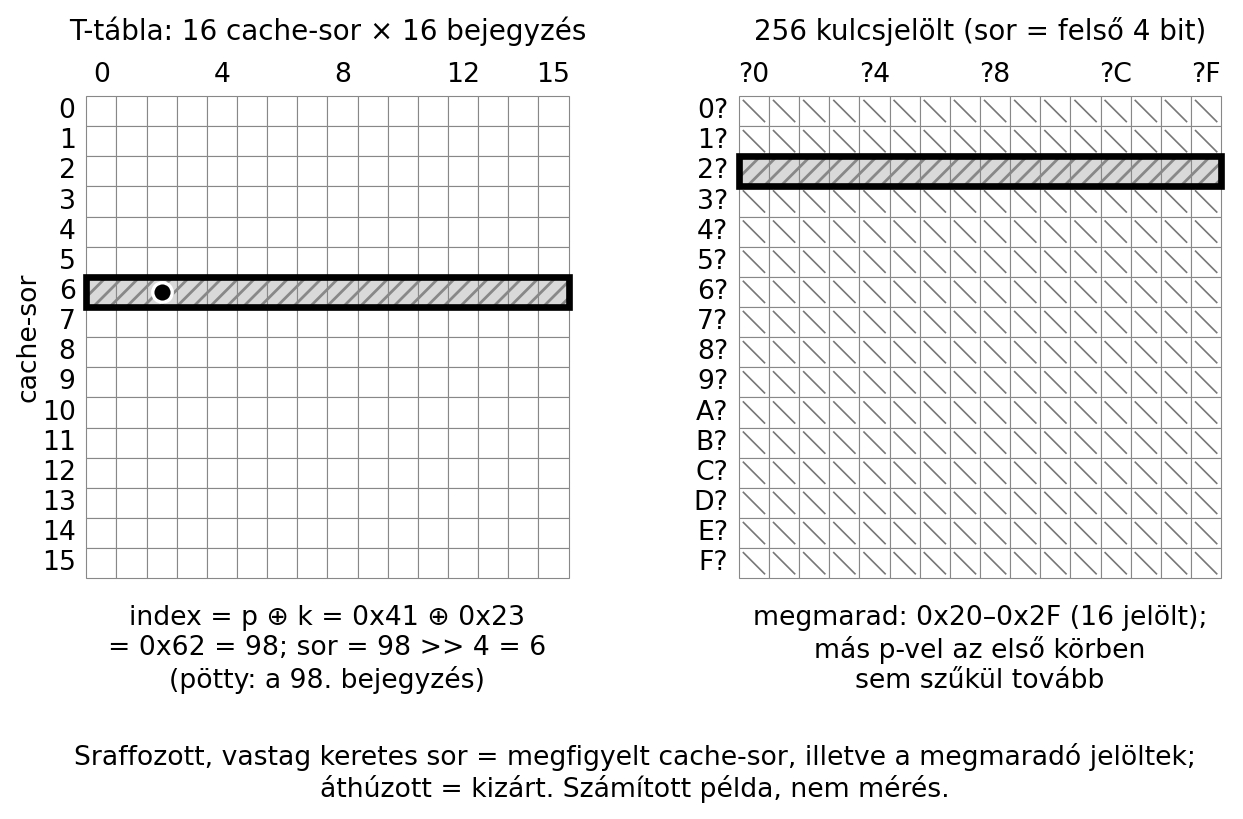 T-tábla: 16 cache-sor × 16 bejegyzés
0 4 8 12 15
cache-sor
0
1
2
3
4
5
6
7
8
9
10
11
12
13
14
15
index = p ⊕ k = 0x41 ⊕ 0x23
= 0x62 = 98; sor = 98 >> 4 = 6
(pötty: a 98. bejegyzés)
256 kulcsjelölt (sor = felső 4 bit)
?0 ?4 ?8 ?C ?F
0?
1?
2?
3?
4?
5?
6?
7?
8?
9?
A?
B?
C?
D?
E?
F?
megmarad: 0x20–0x2F (16 jelölt);
más p-vel az első körben
sem szűkül tovább
Sraffozott, vastag keretes sor = megfigyelt cache-sor, illetve a megmaradó jelöltek;
áthúzott = kizárt. Számított példa, nem mérés.